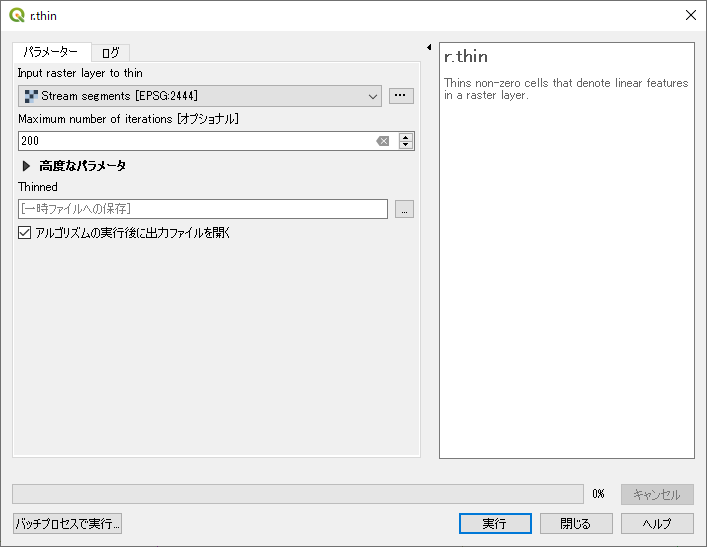 r.thin
パラメーター
ログ
Input raster layer to thin
Stream segments [EPSG:2444]
...
Maximum number of iterations [オプショナル]
200
高度なパラメータ
Thinned
[一時ファイルへの保存]
...
アルゴリズムの実行後に出力ファイルを開く
r.thin
Thins non-zero cells that denote linear features
in a raster layer.
0%
キャンセル
バッチプロセスで実行...
実行
閉じる
ヘルプ